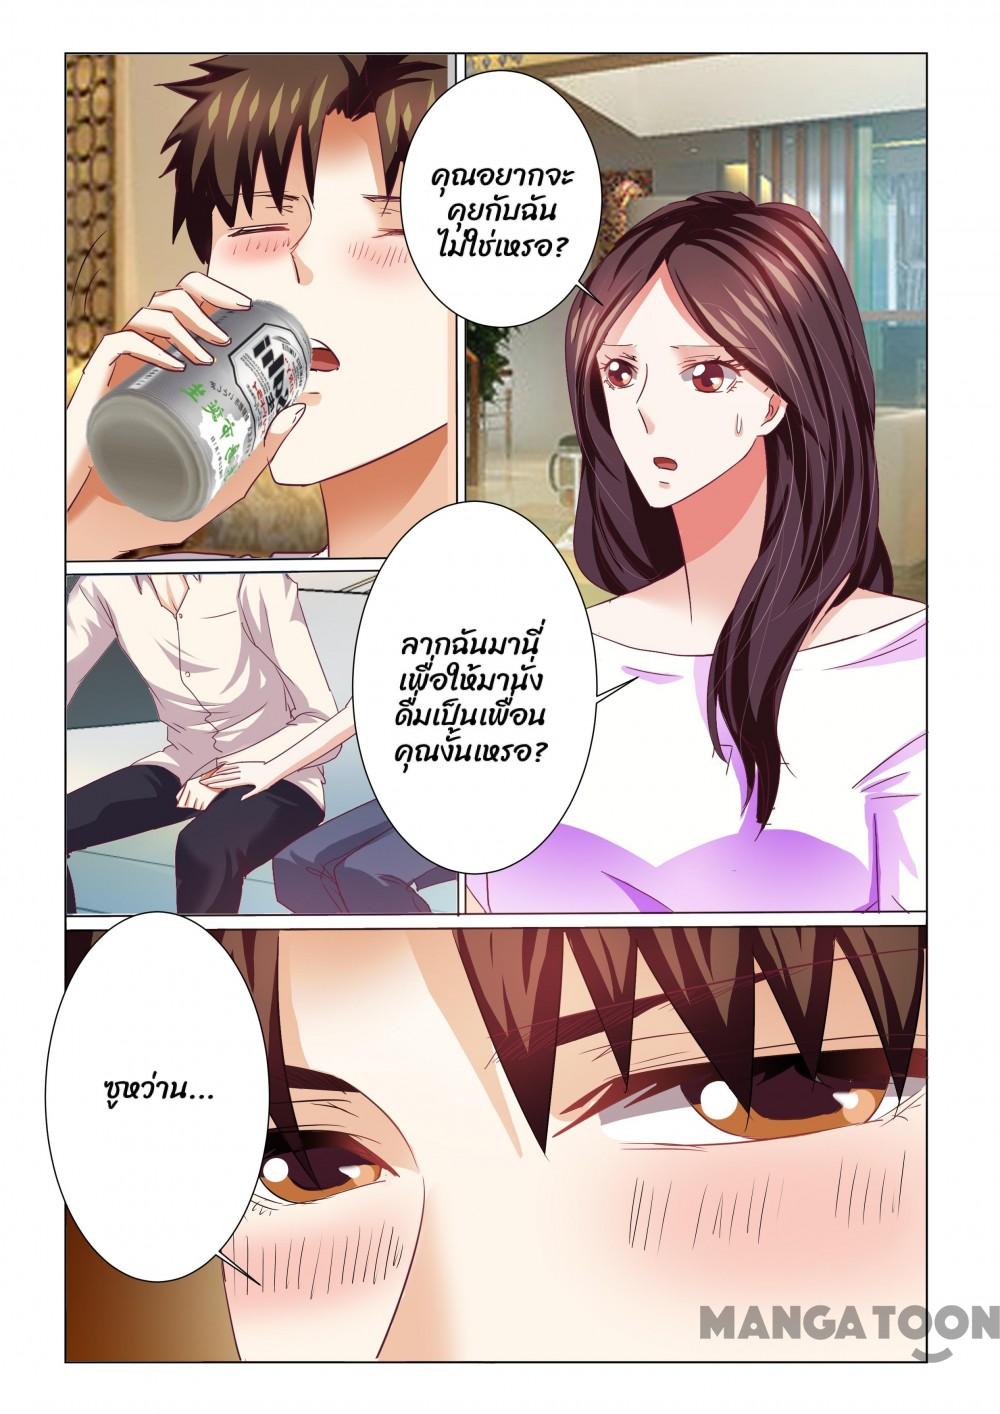 คุณอยากจะ
คุยกับฉัน
ไม่ใช่เหรอ?
ลากฉันมานี่
เพื่อให้มานั่ง
ดื่มเป็นเพื่อน
คุณงั้นเหรอ?
ซูหว่าน...
MANGATOON